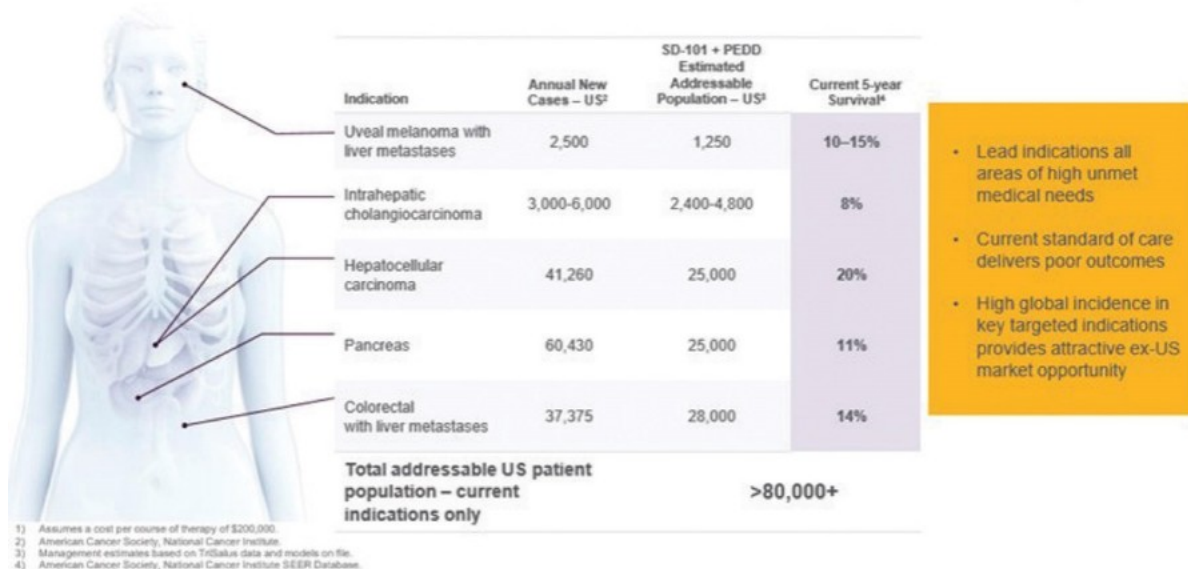 Indication
Annual New
Cases – US²
SD-101 + PEDD
Estimated
Addressable
Population – US³
Current 5-year
Survival⁴
Uveal melanoma with
liver metastases
2,500
1,250
10–15%
Intrahepatic
cholangiocarcinoma
3,000-6,000
2,400-4,800
8%
Hepatocellular
carcinoma
41,260
25,000
20%
Pancreas
60,430
25,000
11%
Colorectal
with liver metastases
37,375
28,000
14%
Total addressable US patient
population – current
indications only
>80,000+
• Lead indications all
areas of high unmet
medical needs
• Current standard of care
delivers poor outcomes
• High global incidence in
key targeted indications
provides attractive ex-US
market opportunity
1) Assumes a cost per course of therapy of $200,000.
2) American Cancer Society, National Cancer Institute.
3) Management estimates based on TriSalus data and models on file.
4) American Cancer Society, National Cancer Institute SEER Database.